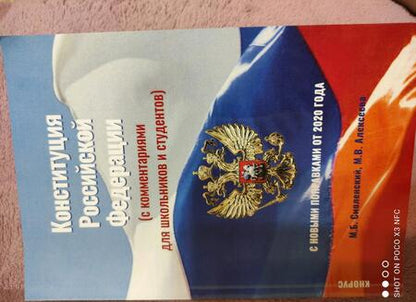 Конституция
Российской
Федерации
(с комментариями
для школьников и студентов)
С НОВЫМИ ПОПРАВКАМИ ОТ 2020 ГОДА
М.Б. Смоленский, М.В. Алексеева
КНОРУС
SHOT ON POCO X3 NFC